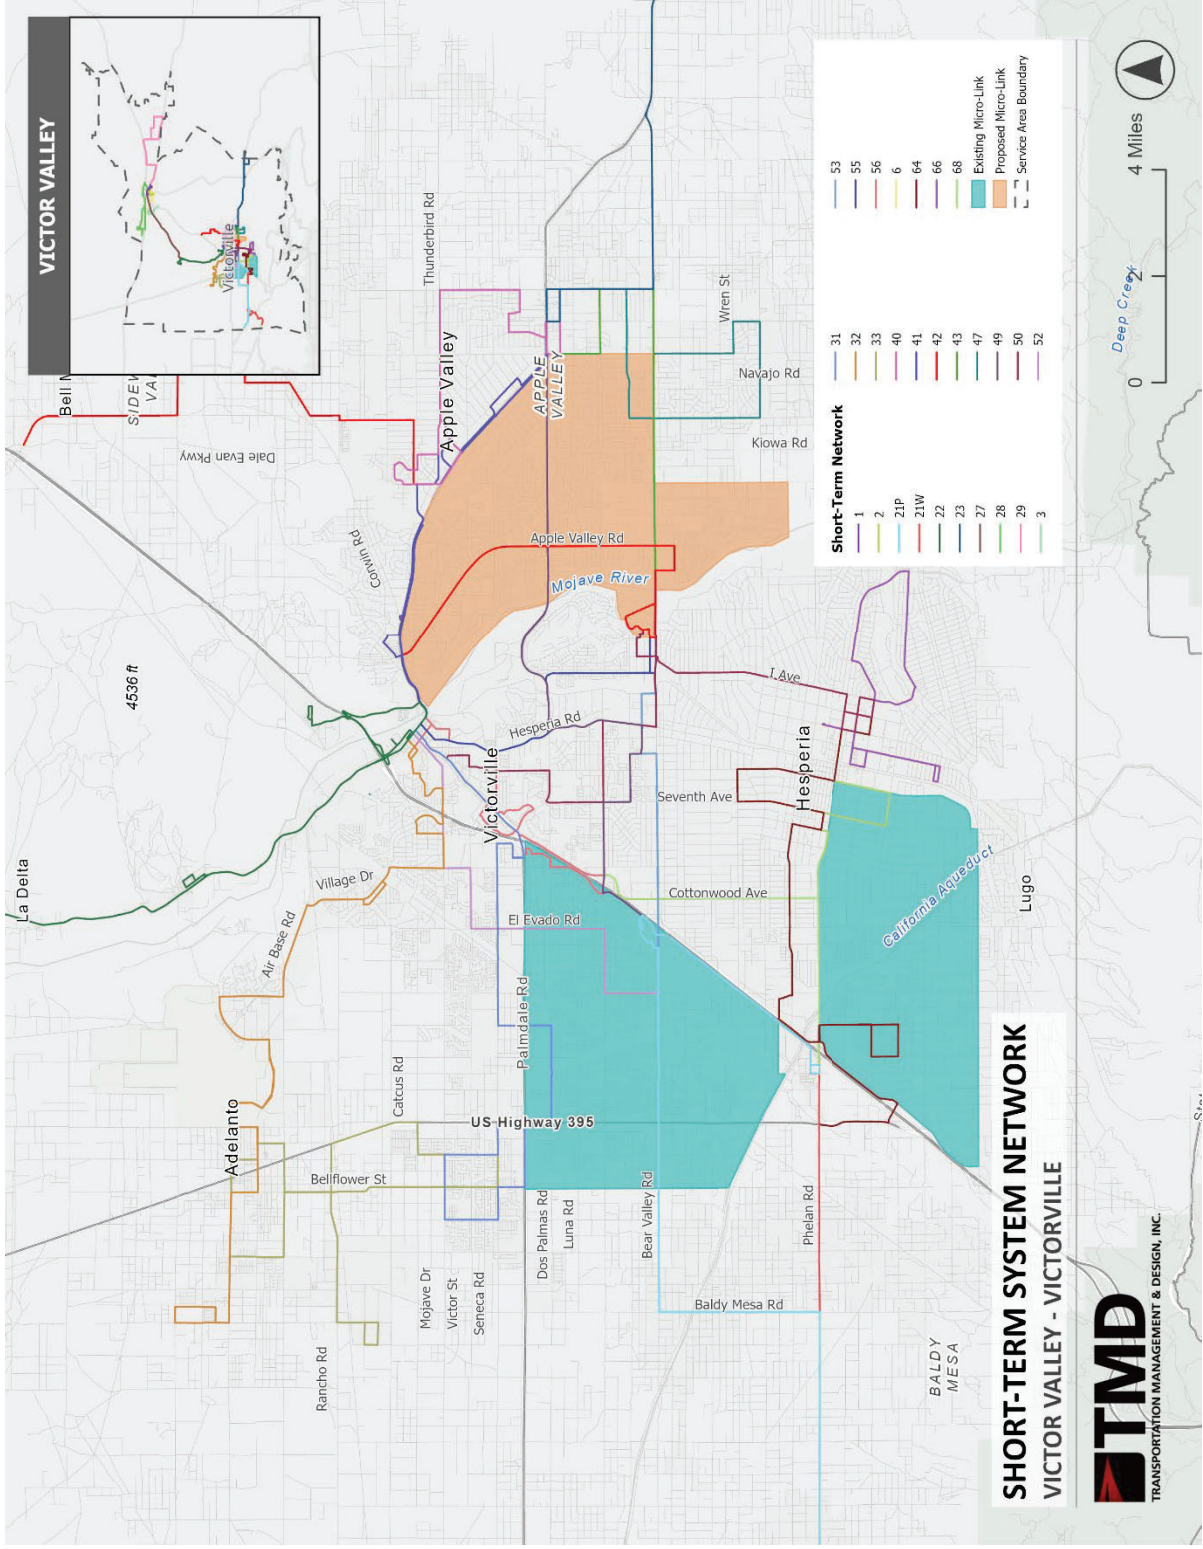 VICTOR VALLEY
Victorville
La Delta
4536 ft
Bell M
SIDEW
VA
Dale Evan Pkwy
Corwin Rd
Thunderbird Rd
Apple Valley
APPLE
VALLEY
Apple Valley Rd
Mojave River
Wren St
Navajo Rd
Kiowa Rd
Adelanto
Air Base Rd
Village Dr
Catcus Rd
US Highway 395
Bellflower St
Rancho Rd
Mojave Dr
Victor St
Seneca Rd
Palmdale Rd
El Evado Rd
Victorville
Hesperia Rd
Dos Palmas Rd
Luna Rd
Bear Valley Rd
Cottonwood Ave
Seventh Ave
I Ave
Hesperia
Baldy Mesa Rd
Phelan Rd
California Aqueduct
Lugo
BALDY
MESA
Deep Creek
Stat
Short-Term Network
1
2
21P
21W
22
23
27
28
29
3
31
32
33
40
41
42
43
47
49
50
52
53
55
56
6
64
66
68
Existing Micro-Link
Proposed Micro-Link
Service Area Boundary
0 2 4 Miles
SHORT-TERM SYSTEM NETWORK
VICTOR VALLEY - VICTORVILLE
TMD
TRANSPORTATION MANAGEMENT & DESIGN, INC.